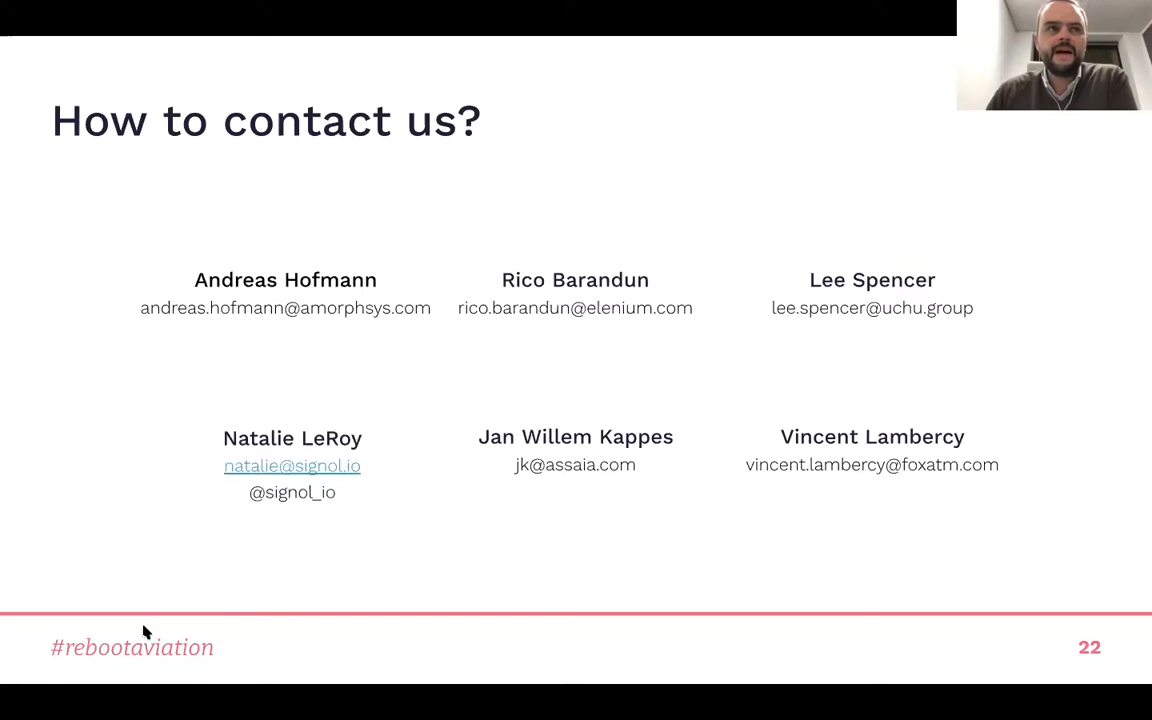 How to contact us?
Andreas Hofmann
andreas.hofmann@amorphsys.com
Rico Barandun
rico.barandun@elenium.com
Lee Spencer
lee.spencer@uchu.group
Natalie LeRoy
natalie@signol.io
@signol_io
Jan Willem Kappes
jk@assaia.com
Vincent Lambercy
vincent.lambercy@foxatm.com
#rebootaviation
22